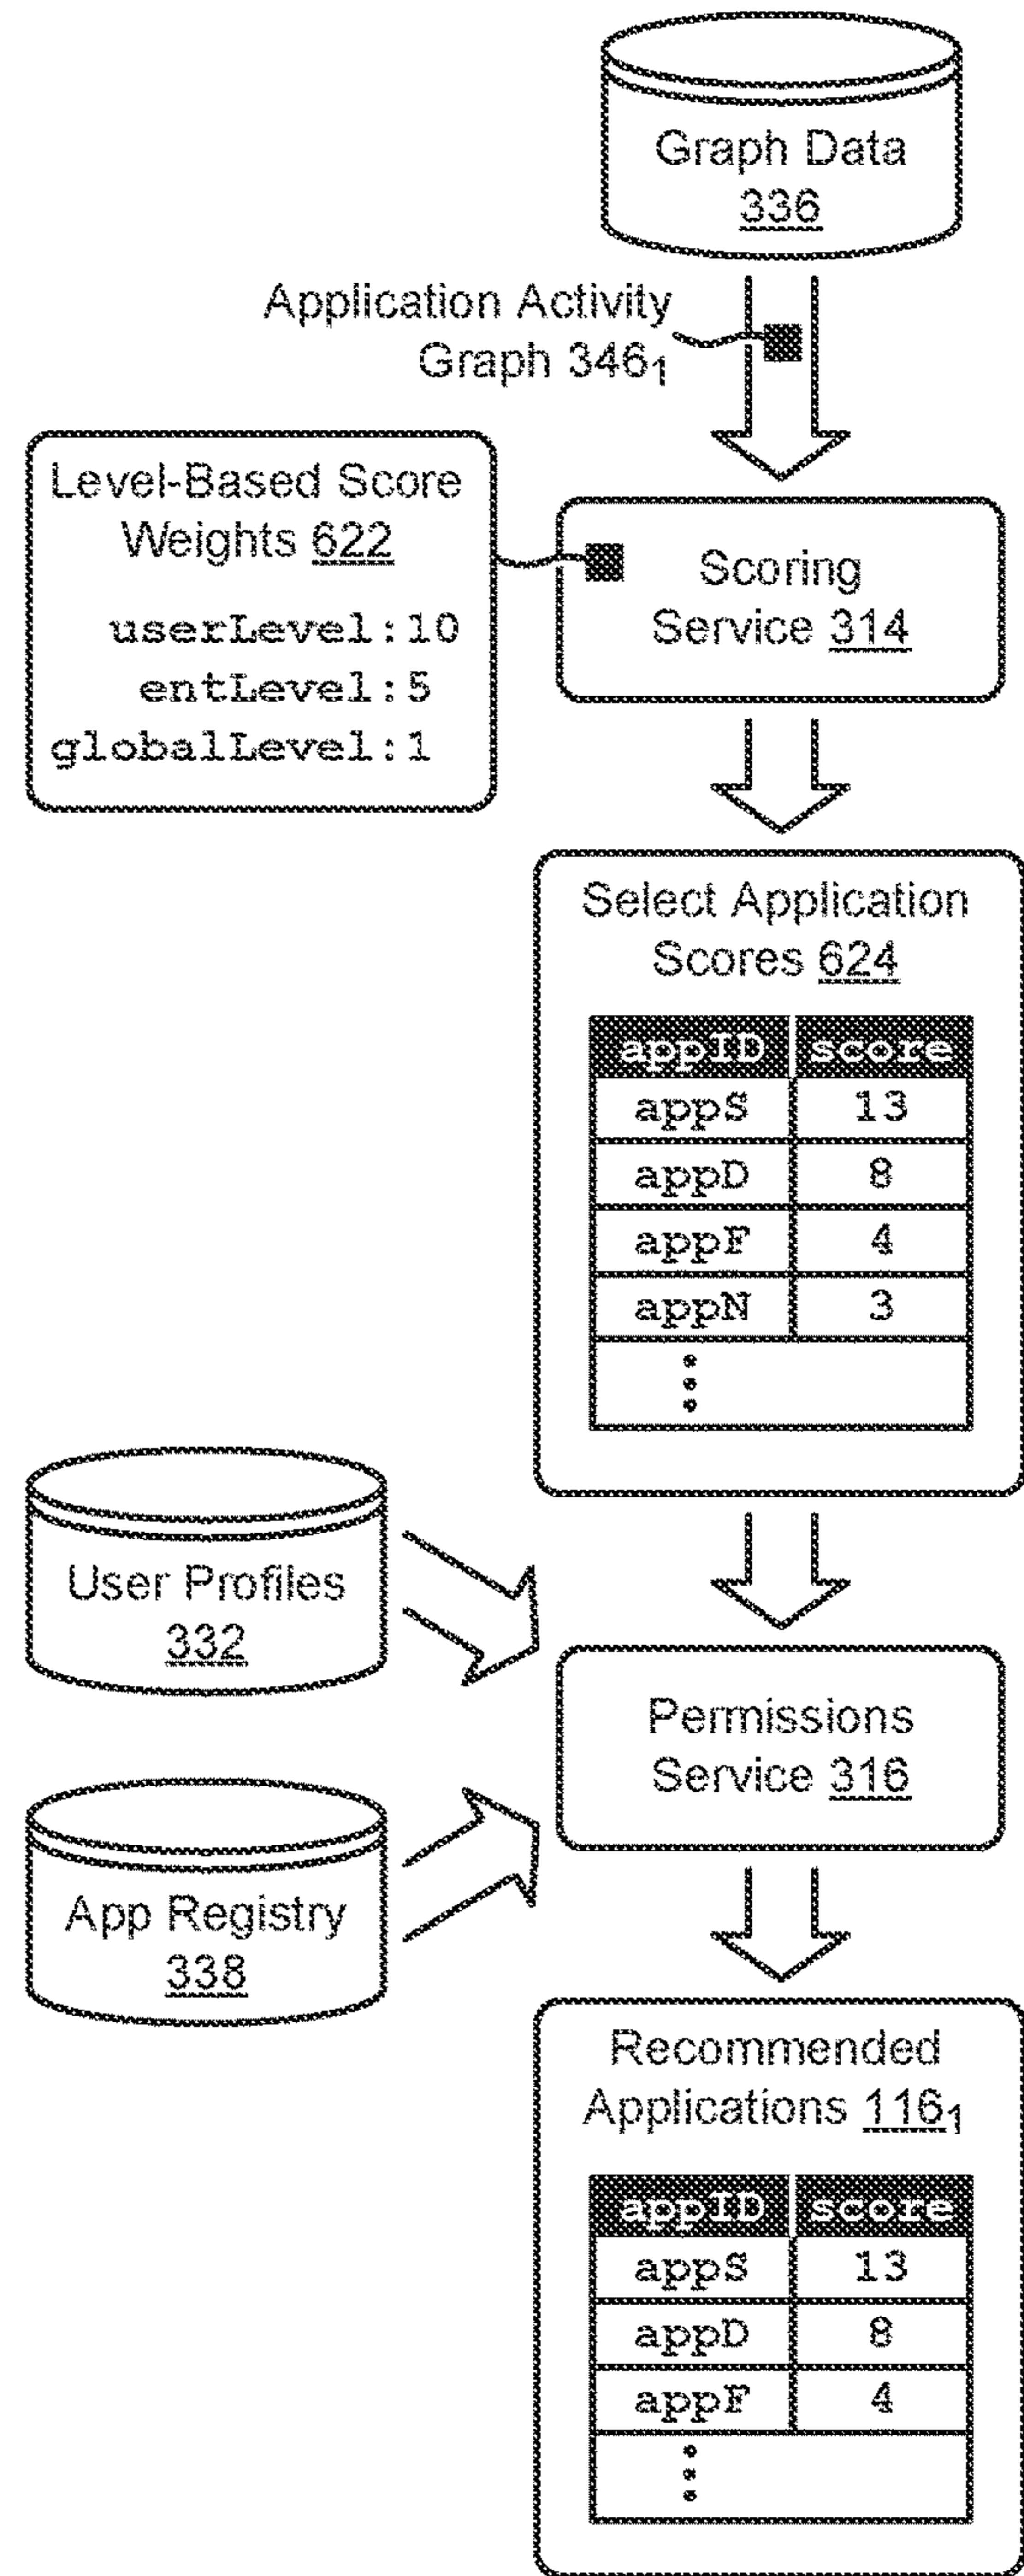 Graph Data
336
Application Activity
Graph 346₁
Level-Based Score
Weights 622
userLevel:10
entLevel:5
globalLevel:1
Scoring
Service 314
Select Application
Scores 624
appID score
appS 13
appD 8
appF 4
appN 3
User Profiles
332
Permissions
Service 316
App Registry
338
Recommended
Applications 116₁
appID score
appS 13
appD 8
appF 4